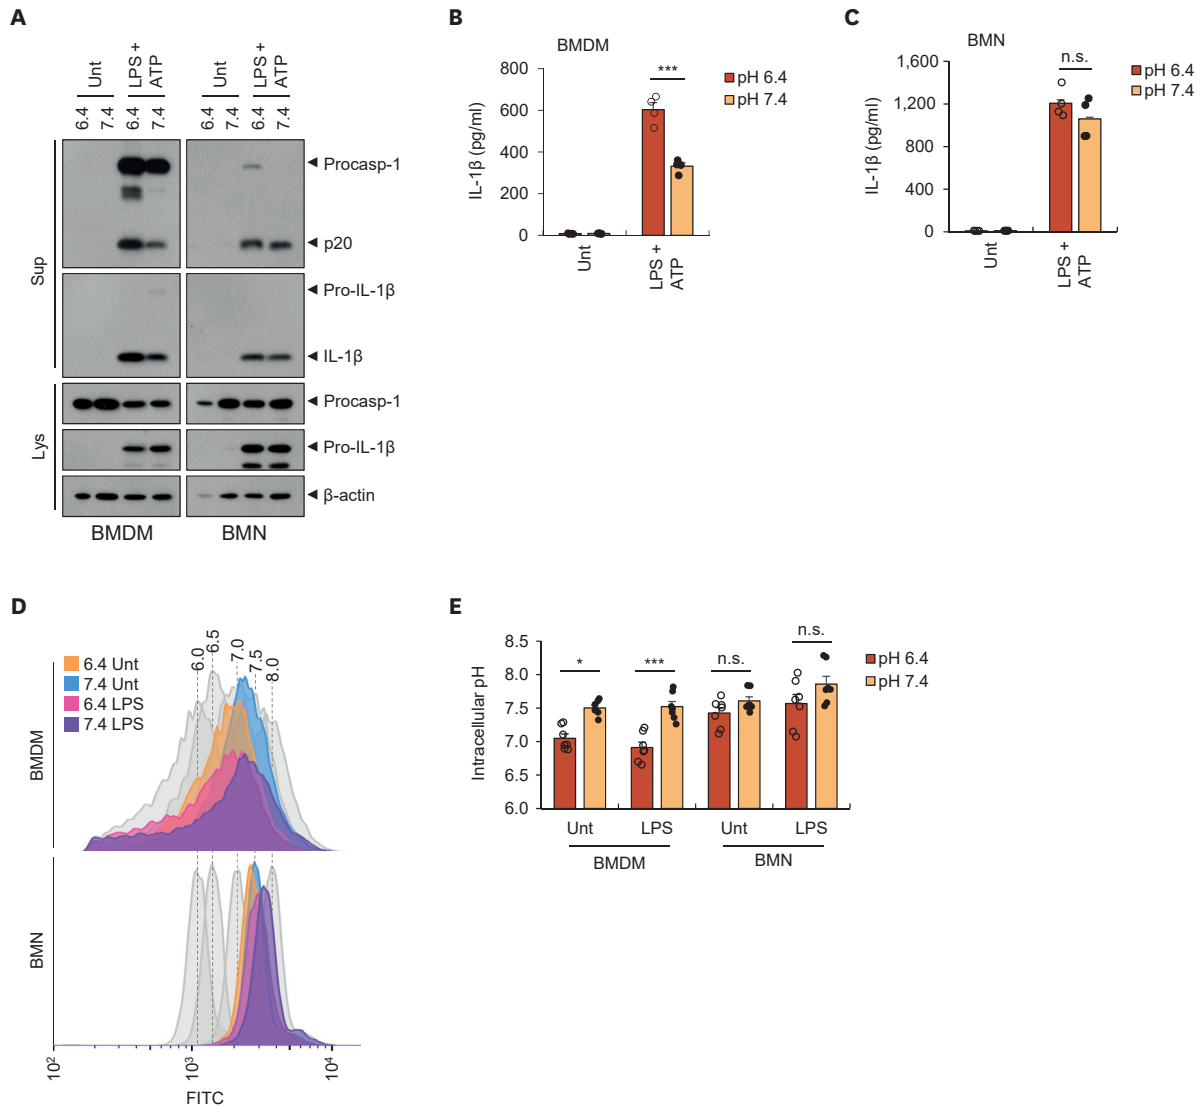 A
Unt
LPS +
ATP
Unt
LPS +
ATP
6.4
7.4
6.4
7.4
6.4
7.4
6.4
7.4
Sup
Procasp-1
p20
Pro-IL-1β
IL-1β
Lys
Procasp-1
Pro-IL-1β
β-actin
BMDM
BMN
B
BMDM
IL-1β (pg/ml)
800
600
400
200
0
***
pH 6.4
pH 7.4
Unt
LPS +
ATP
C
BMN
IL-1β (pg/ml)
1,600
1,200
800
400
0
n.s.
pH 6.4
pH 7.4
Unt
LPS +
ATP
D
6.4 Unt
7.4 Unt
6.4 LPS
7.4 LPS
6.0
6.5
7.0
7.5
8.0
BMDM
BMN
10²
10³
10⁴
FITC
E
Intracellular pH
8.5
8.0
7.5
7.0
6.5
6.0
*
***
n.s.
n.s.
pH 6.4
pH 7.4
Unt
LPS
Unt
LPS
BMDM
BMN